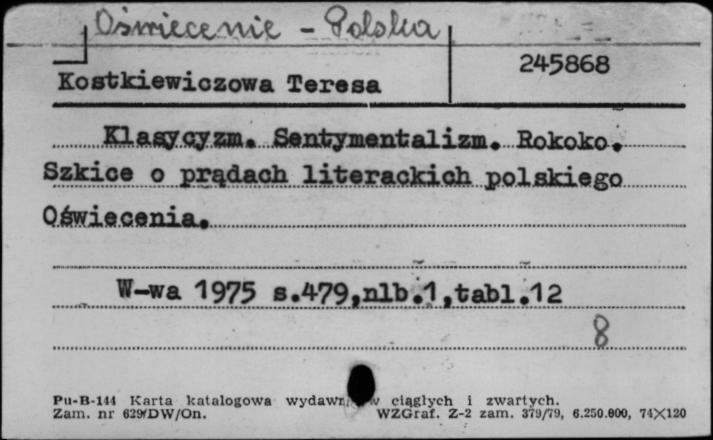 Oświecenie - Polska
245868
Kostkiewiczowa Teresa
Klasycyzm. Sentymentalizm. Rokoko.
Szkice o prądach literackich polskiego
Oświecenia.
W-wa 1975 s.479,nlb.1,tabl.12
8
Pu-B-144 Karta katalogowa ciągłych i zwartych.
Zam. nr 629/DW/On. WZGraf. Z-2 zam. 379/79, 6.250.000, 74×120